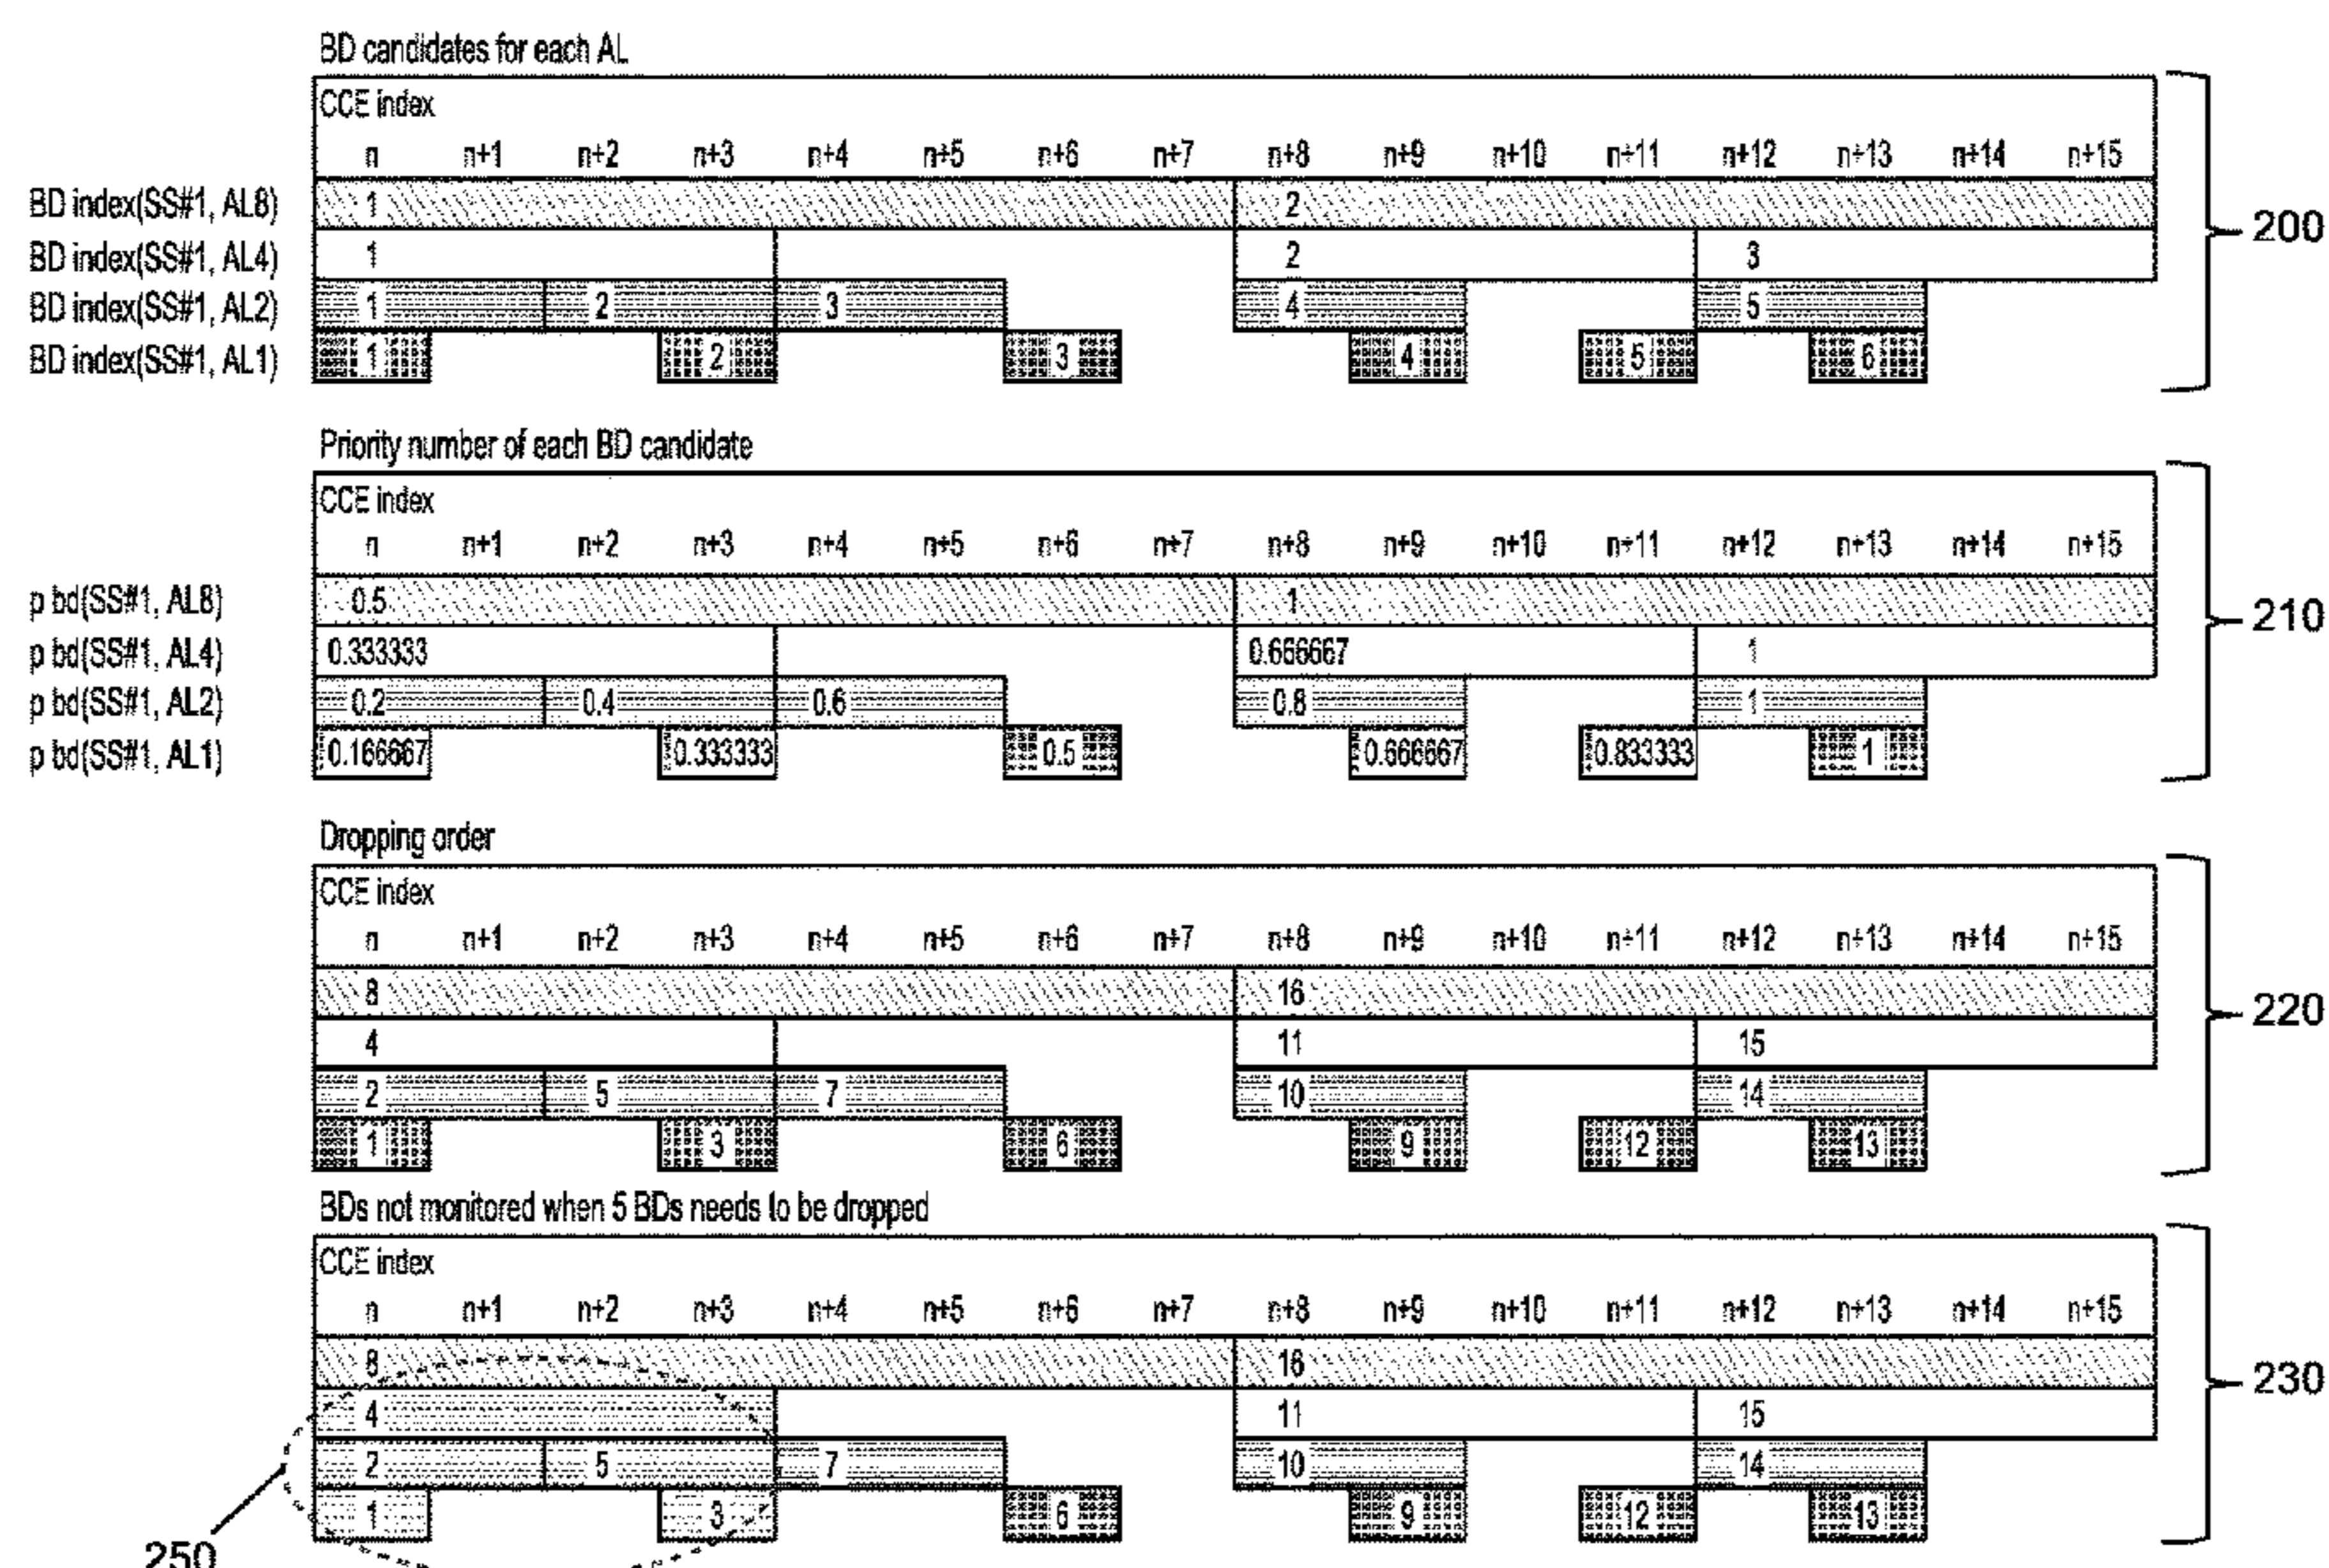 BD candidates for each AL
CCE index
n n+1 n+2 n+3 n+4 n+5 n+6 n+7 n+8 n+9 n+10 n+11 n+12 n+13 n+14 n+15
BD index(SS#1, AL8) 1 2
200
BD index(SS#1, AL4) 1 2 3
BD index(SS#1, AL2) 1 2 3 4 5
BD index(SS#1, AL1) 1 2 3 4 5 6
Priority number of each BD candidate
CCE index
n n+1 n+2 n+3 n+4 n+5 n+6 n+7 n+8 n+9 n+10 n+11 n+12 n+13 n+14 n+15
p bd(SS#1, AL8) 0.5 1
210
p bd(SS#1, AL4) 0.333333 0.666667 1
p bd(SS#1, AL2) 0.2 0.4 0.6 0.8 1
p bd(SS#1, AL1) 0.166667 0.333333 0.5 0.666667 0.833333 1
Dropping order
CCE index
n n+1 n+2 n+3 n+4 n+5 n+6 n+7 n+8 n+9 n+10 n+11 n+12 n+13 n+14 n+15
8 16
220
4 11 15
2 5 7 10 14
1 3 6 9 12 13
BDs not monitored when 5 BDs needs to be dropped
CCE index
n n+1 n+2 n+3 n+4 n+5 n+6 n+7 n+8 n+9 n+10 n+11 n+12 n+13 n+14 n+15
8 16
230
4 11 15
2 5 7 10 14
1 3 6 9 12 13
250